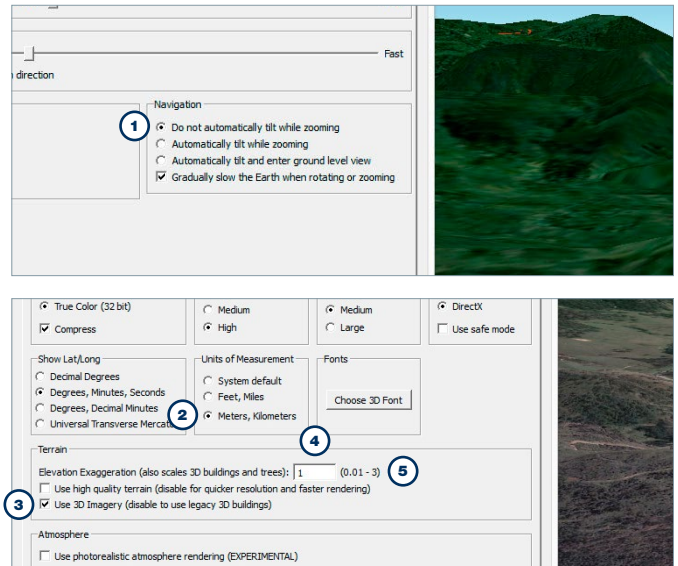 Fast
direction
Navigation
1
Do not automatically tilt while zooming
Automatically tilt while zooming
Automatically tilt and enter ground level view
Gradually slow the Earth when rotating or zooming
True Color (32 bit)
Compress
Medium
High
Medium
Large
DirectX
Use safe mode
Show Lat/Long
Decimal Degrees
Degrees, Minutes, Seconds
Degrees, Decimal Minutes
Universal Transverse Mercat
2
Units of Measurement
System default
Feet, Miles
Meters, Kilometers
Fonts
Choose 3D Font
4
Terrain
Elevation Exaggeration (also scales 3D buildings and trees): 1 (0.01 - 3) 5
Use high quality terrain (disable for quicker resolution and faster rendering)
3 Use 3D Imagery (disable to use legacy 3D buildings)
Atmosphere
Use photorealistic atmosphere rendering (EXPERIMENTAL)